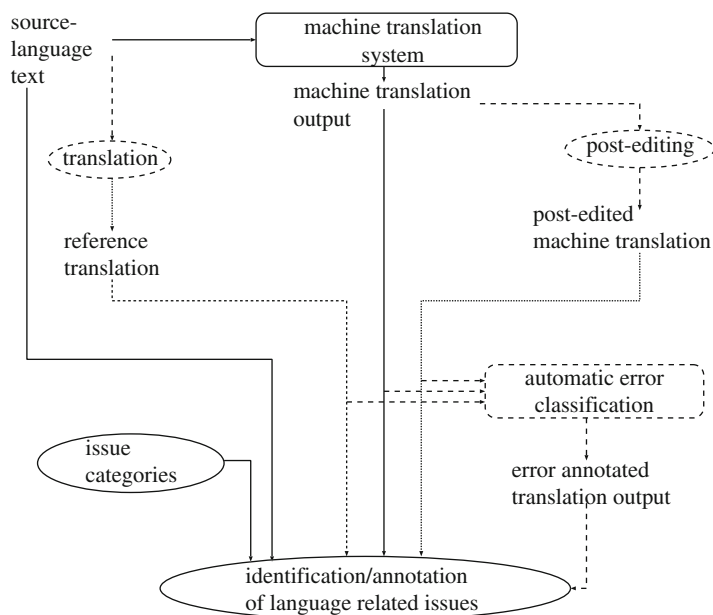 source-
language
text
machine translation
system
machine translation
output
translation
post-editing
reference
translation
post-edited
machine translation
automatic error
classification
issue
categories
error annotated
translation output
identification/annotation
of language related issues